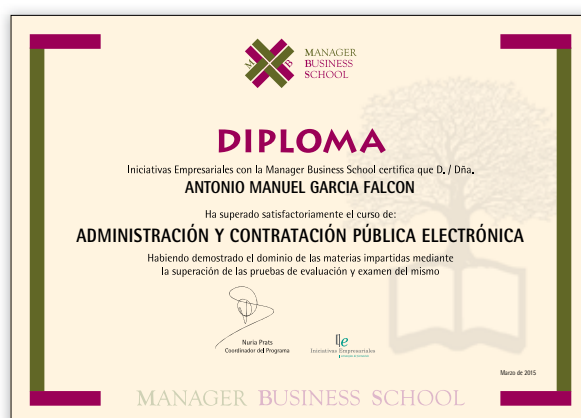 M B
MANAGER
BUSINESS
SCHOOL
DIPLOMA
Iniciativas Empresariales con la Manager Business School certifica que D. / Dña.
ANTONIO MANUEL GARCIA FALCON
Ha superado satisfactoriamente el curso de:
ADMINISTRACIÓN Y CONTRATACIÓN PÚBLICA ELECTRÓNICA
Habiendo demostrado el dominio de las materias impartidas mediante
la superación de las pruebas de evaluación y examen del mismo
Nuria Prats
Coordinador del Programa
Iniciativas Empresariales
Marzo de 2015
MANAGER BUSINESS SCHOOL